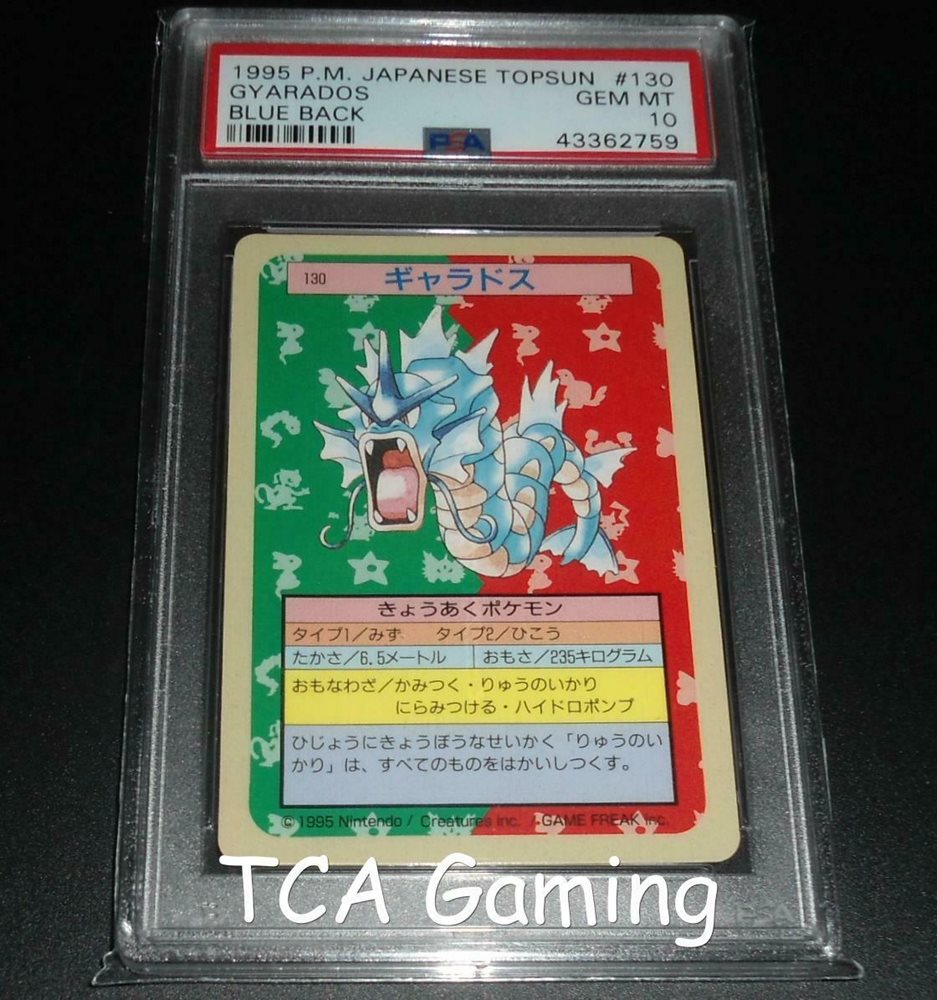 1995 P.M. JAPANESE TOPSUN #130
GYARADOS GEM MT
BLUE BACK 10
PSA 43362759
130 ギャラドス
きょうあくポケモン
タイプ1/みず タイプ2/ひこう
たかさ/6.5メートル おもさ/235キログラム
おもなわざ/かみつく・りゅうのいかり
にらみつける・ハイドロポンプ
ひじょうにきょうぼうなせいかく「りゅうのい
かり」は、すべてのものをはかいしつくす。
©1995 Nintendo / Creatures inc. / GAME FREAK inc.
TCA Gaming
PSA